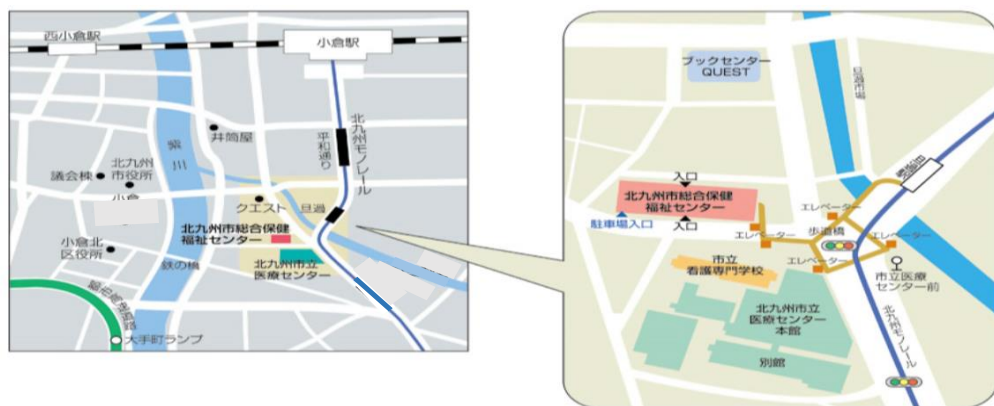 西小倉駅
小倉駅
北九州モノレール
平和通り
井筒屋
紫川
北九州
市役所
議会棟
小倉
クエスト
旦過
北九州市総合保健
福祉センター
小倉北
区役所
鉄の橋
北九州市立
医療センター
大手町ランプ
ブックセンター
QUEST
旦過市場
旦過駅
入口
北九州市総合保健
福祉センター
駐車場入口
入口
エレベーター
歩道橋
エレベーター
エレベーター
エレベーター
市立
看護専門学校
市立医療
センター前
北九州市立
医療センター
本館
別館
北九州モノレール